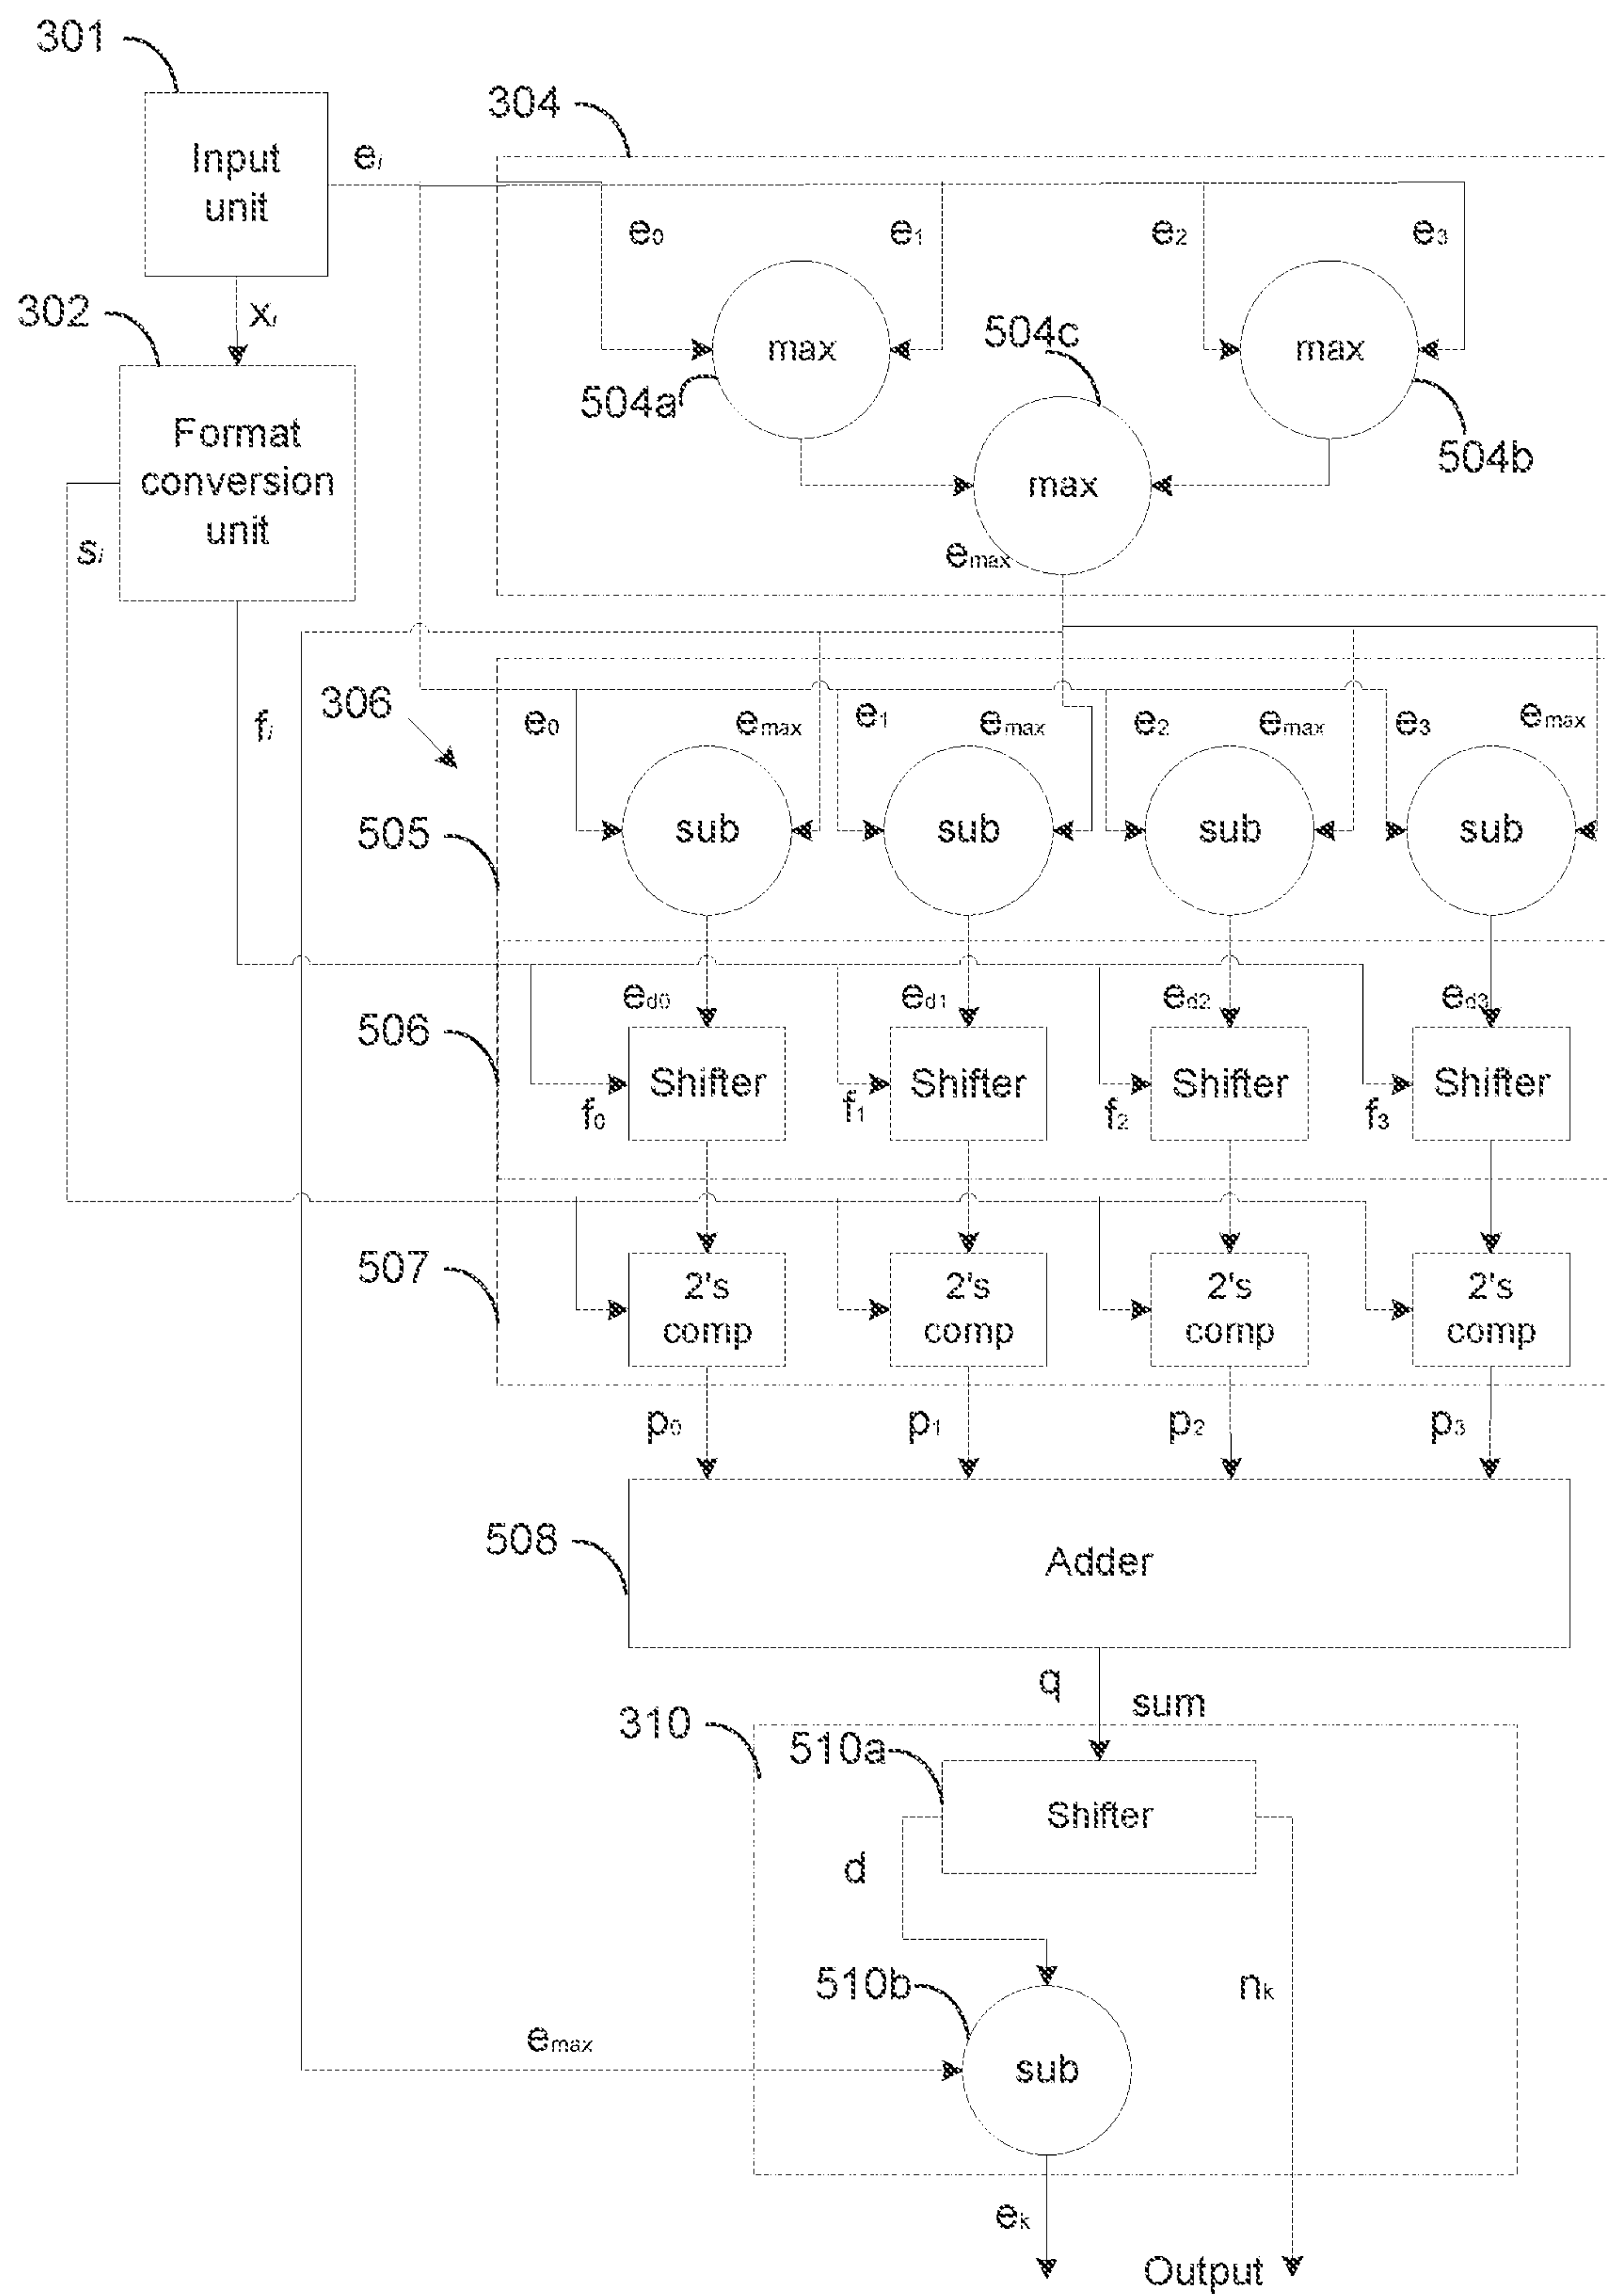 301
304
Input
unit
ei
e0
e1
e2
e3
302
xi
max
max
504c
504a
504b
Format
conversion
unit
max
si
emax
306
fi
e0
emax
e1
emax
e2
emax
e3
emax
505
sub
sub
sub
sub
ed0
ed1
ed2
ed3
506
Shifter
Shifter
Shifter
Shifter
f0
f1
f2
f3
507
2's
comp
2's
comp
2's
comp
2's
comp
p0
p1
p2
p3
508
Adder
q
sum
310
510a
Shifter
d
510b
nk
emax
sub
ek
Output